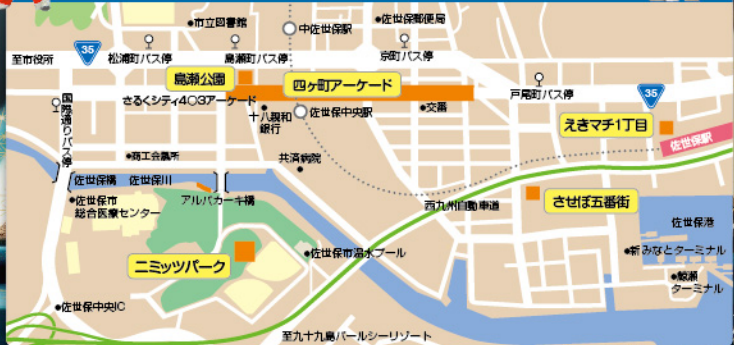 市立図書館
中佐世保駅
佐世保郵便局
至市役所
35
松浦町バス停
島瀬町バス停
京町バス停
島瀬公園
四ヶ町アーケード
戸尾町バス停
35
国際通りバス停
さるくシティ4〇3アーケード
十八親和
銀行
佐世保中央駅
交番
えきマチ1丁目
佐世保駅
商工会議所
共済病院
佐世保橋
佐世保川
アルバカーキ橋
佐世保市
総合医療センター
西九州自動車道
させぼ五番街
佐世保港
ニミッツパーク
佐世保市温水プール
新みなとターミナル
鯨瀬
ターミナル
佐世保中央IC
至九十九島パールシーリゾート